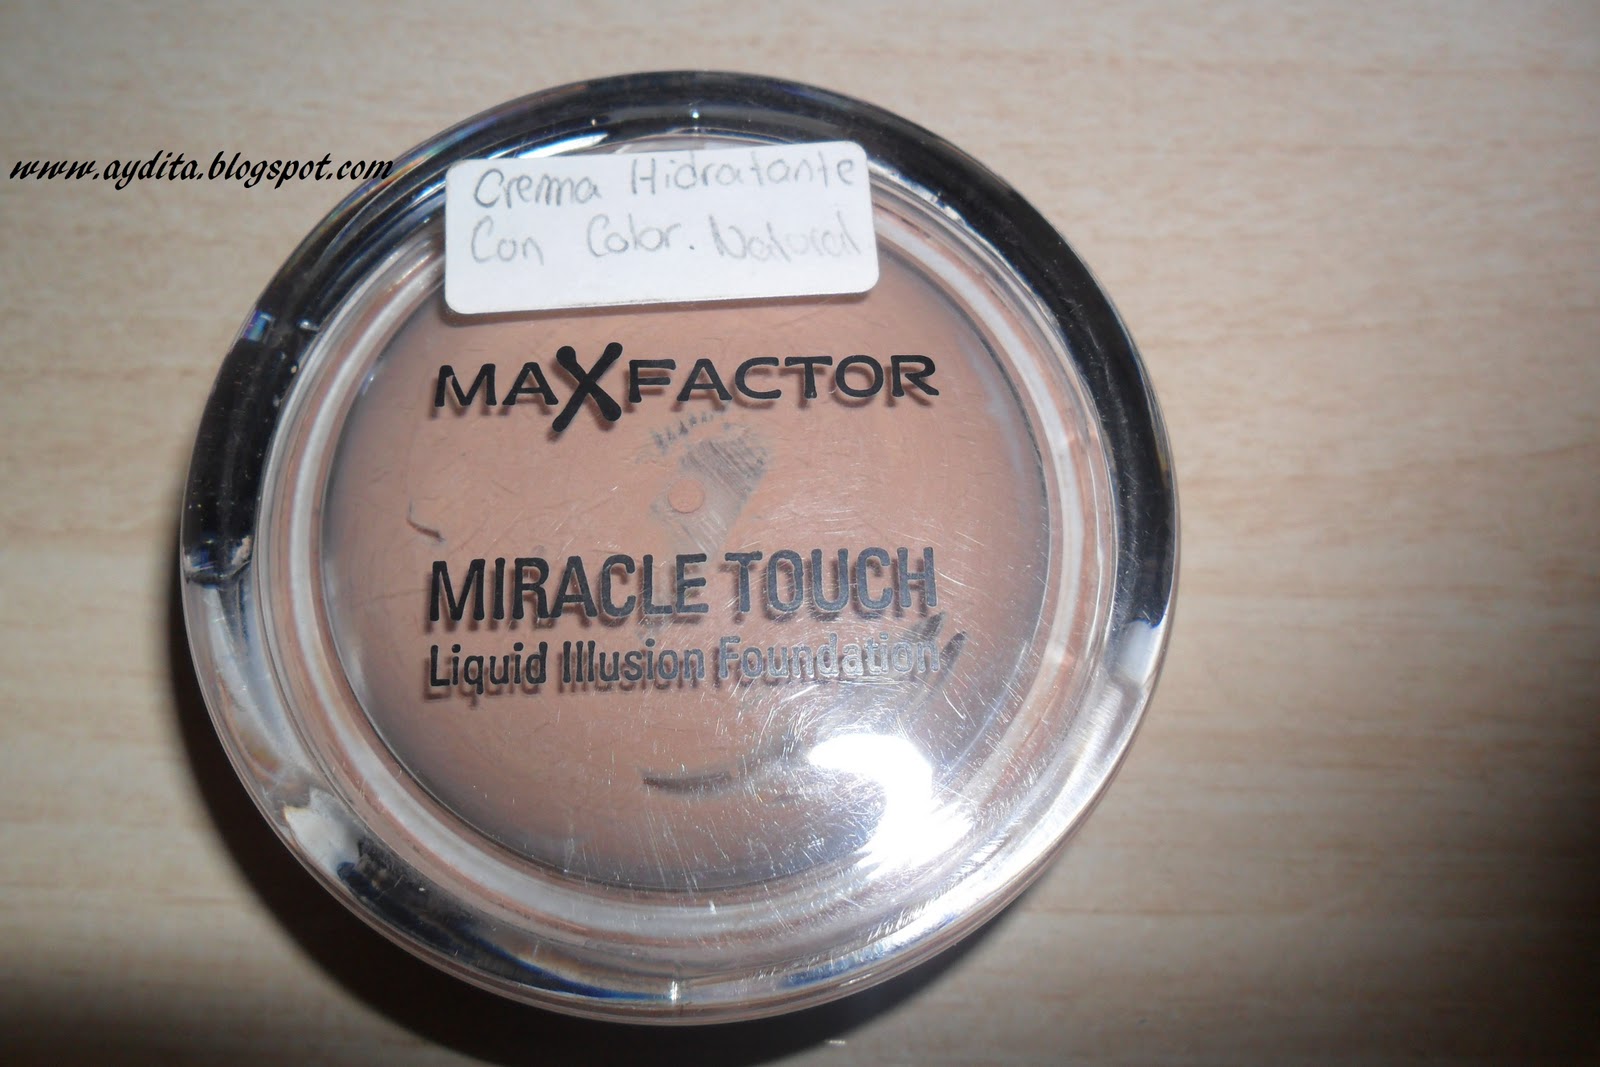 www.aydita.blogspot.com
Crema Hidratante
Con Color. Natural
MAXFACTOR
MIRACLE TOUCH
Liquid Illusion Foundation